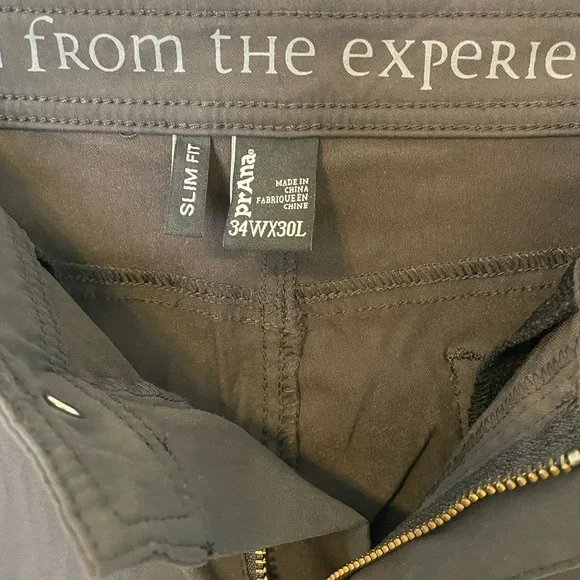 FROM THE EXPERIE
SLIM FIT
prAna
MADE IN
CHINA
FABRIQUÉ EN
CHINE
34WX30L